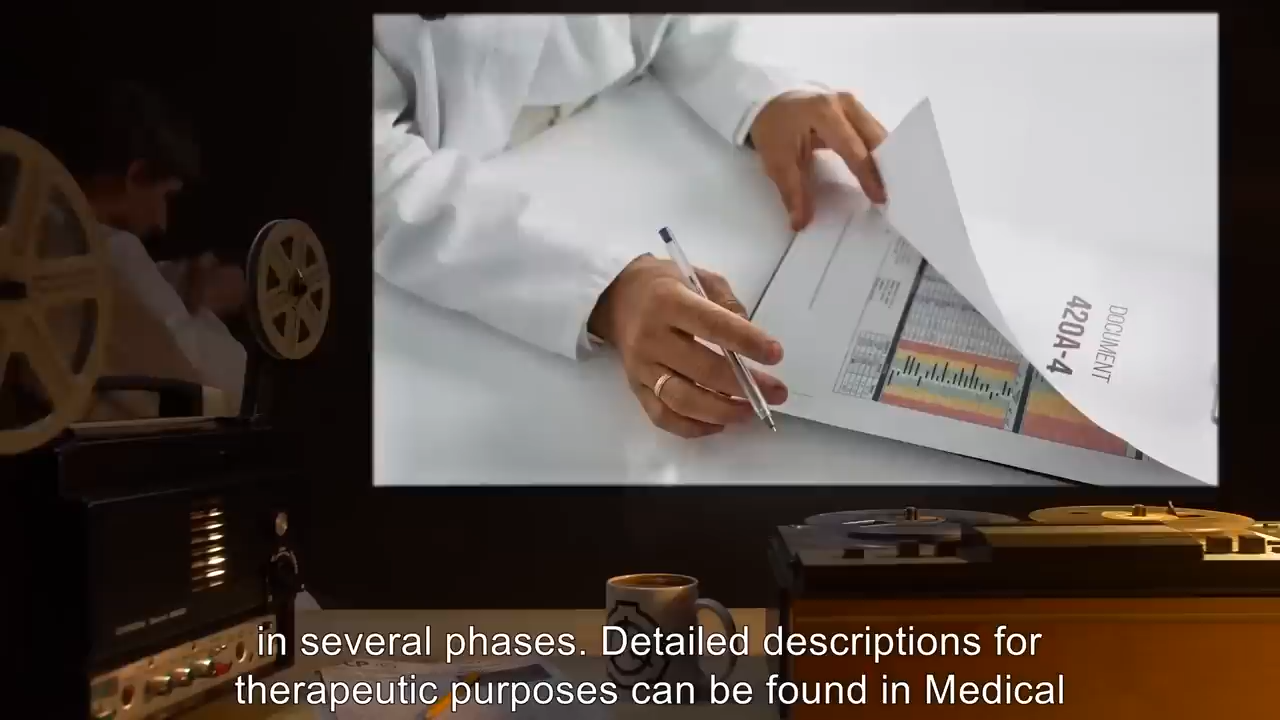 DOCUMENT
420A-4
in several phases. Detailed descriptions for
therapeutic purposes can be found in Medical